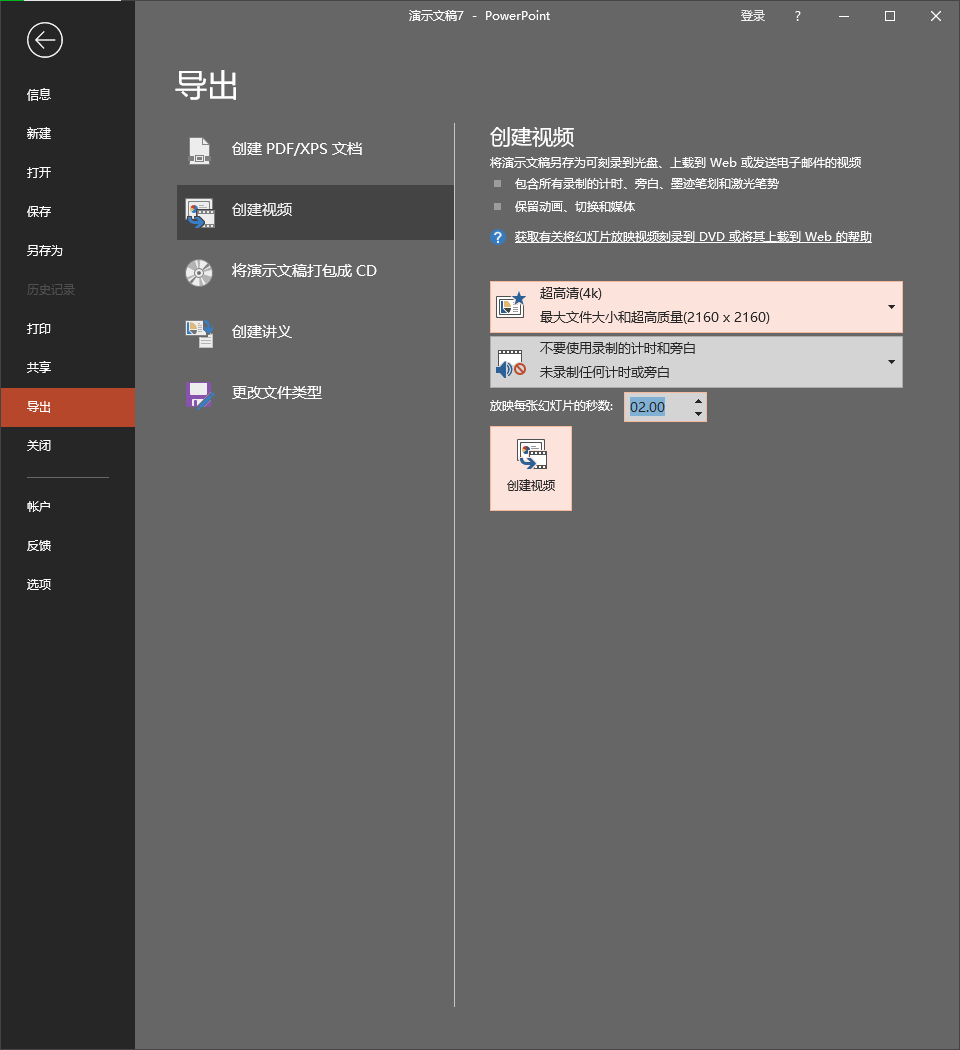 演示文稿7 - PowerPoint
登录
?
信息
新建
打开
保存
另存为
历史记录
打印
共享
导出
关闭
帐户
反馈
选项
导出
创建 PDF/XPS 文档
创建视频
将演示文稿打包成 CD
创建讲义
更改文件类型
创建视频
将演示文稿另存为可刻录到光盘、上载到 Web 或发送电子邮件的视频
包含所有录制的计时、旁白、墨迹笔划和激光笔势
保留动画、切换和媒体
获取有关将幻灯片放映视频刻录到 DVD 或将其上载到 Web 的帮助
超高清(4k)
最大文件大小和超高质量(2160 x 2160)
不要使用录制的计时和旁白
未录制任何计时或旁白
放映每张幻灯片的秒数:
02.00
创建视频